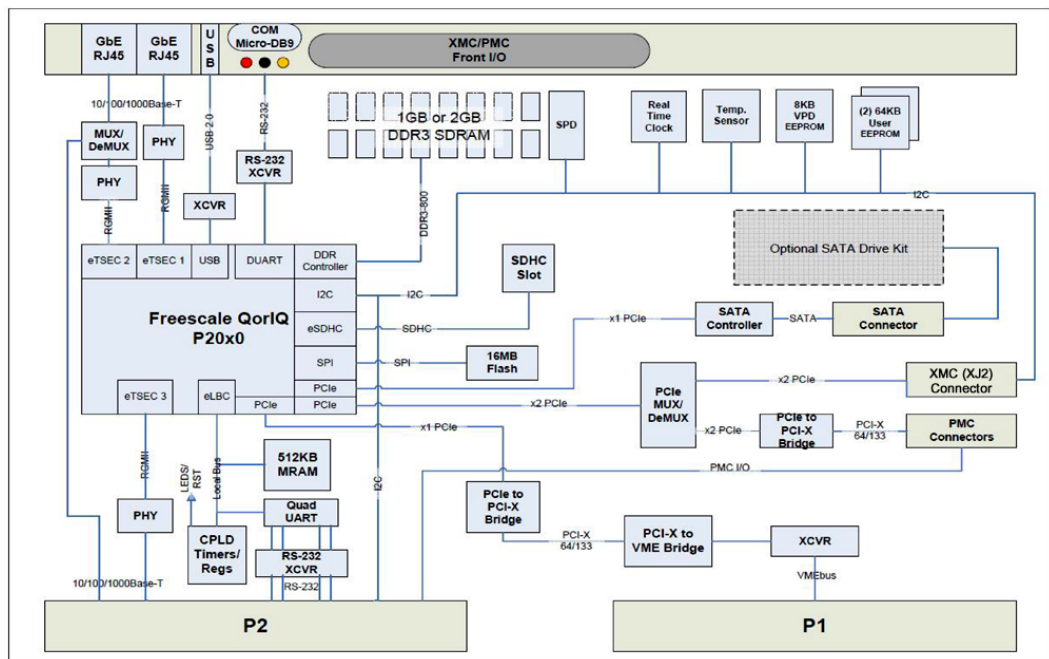 GbE
RJ45
GbE
RJ45
U
S
B
COM
Micro-DB9
XMC/PMC
Front I/O
10/100/1000Base-T
MUX/
DeMUX
PHY
PHY
RGMII
RGMII
USB 2.0
XCVR
RS-232
RS-232
XCVR
1GB or 2GB
DDR3 SDRAM
DDR3-800
SPD
Real
Time
Clock
Temp.
Sensor
8KB
VPD
EEPROM
(2) 64KB
User
EEPROM
I2C
Optional SATA Drive Kit
eTSEC 2
eTSEC 1
USB
DUART
DDR
Controller
I2C
I2C
SDHC
Slot
Freescale QorIQ
P20x0
eSDHC
SDHC
x1 PCIe
SATA
Controller
SATA
SATA
Connector
SPI
SPI
16MB
Flash
PCIe
eTSEC 3
eLBC
PCIe
PCIe
x2 PCIe
PCIe
MUX/
DeMUX
x2 PCIe
XMC (XJ2)
Connector
x1 PCIe
x2 PCIe
PCIe to
PCI-X
Bridge
PCI-X
64/133
PMC
Connectors
RGMII
LEDS/
RST
Local Bus
512KB
MRAM
I2C
PMC I/O
PHY
CPLD
Timers/
Regs
Quad
UART
RS-232
XCVR
RS-232
PCIe to
PCI-X
Bridge
PCI-X
64/133
PCI-X to
VME Bridge
XCVR
VMEbus
10/100/1000Base-T
P2
P1